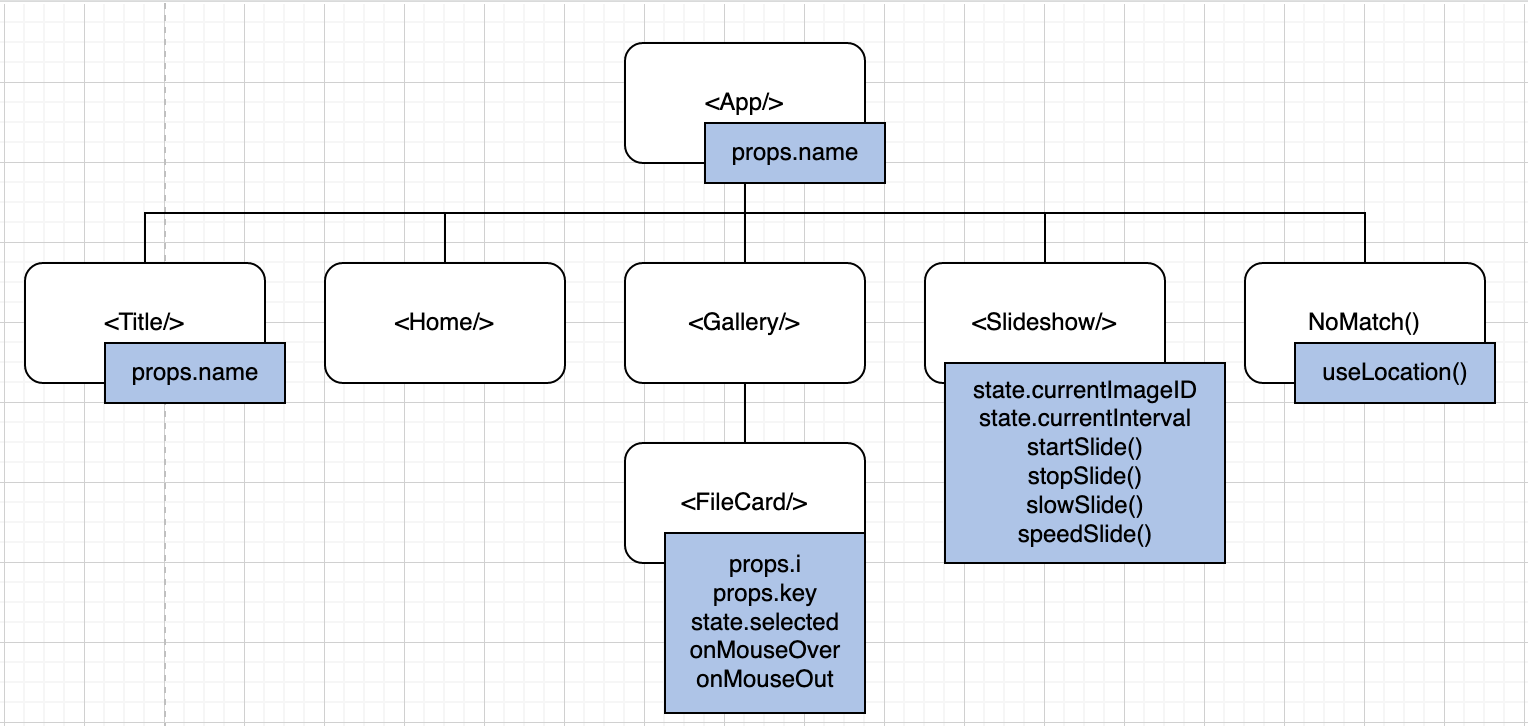 <App/>
props.name
<Title/>
props.name
<Home/>
<Gallery/>
<Slideshow/>
state.currentImageID
state.currentInterval
startSlide()
stopSlide()
slowSlide()
speedSlide()
NoMatch()
useLocation()
<FileCard/>
props.i
props.key
state.selected
onMouseOver
onMouseOut